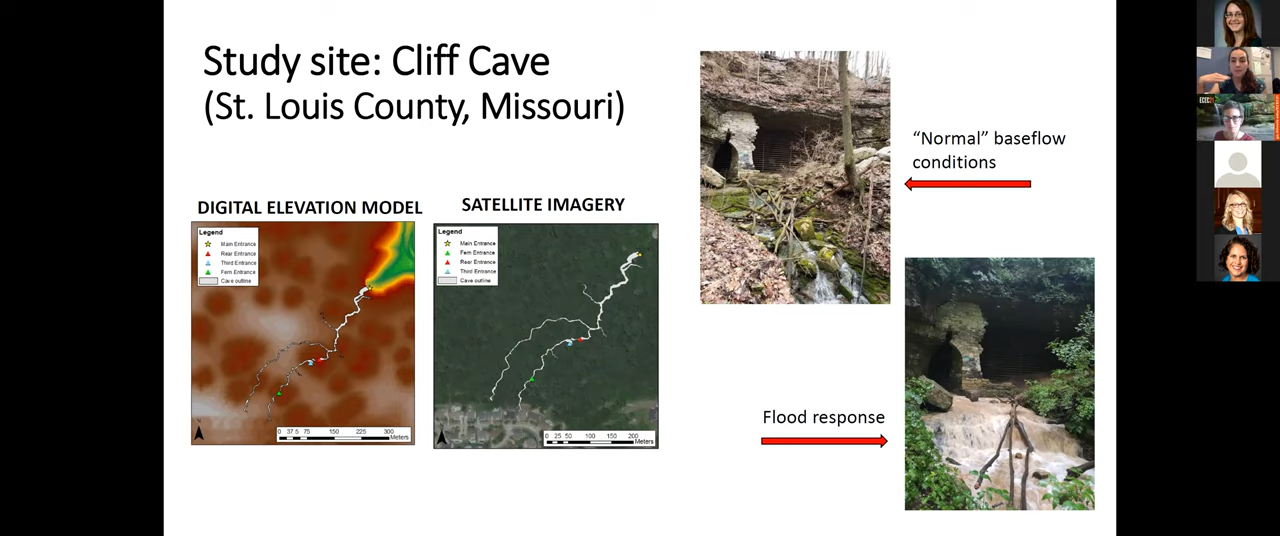 Study site: Cliff Cave
(St. Louis County, Missouri)
"Normal" baseflow
conditions
DIGITAL ELEVATION MODEL
SATELLITE IMAGERY
Legend
Main Entrance
Rear Entrance
Third Entrance
Fern Entrance
Cave outline
Legend
Main Entrance
Fern Entrance
Rear Entrance
Third Entrance
Cave outline
0 37.5 75 150 225 300
Meters
0 25 50 100 150 200
Meters
Flood response